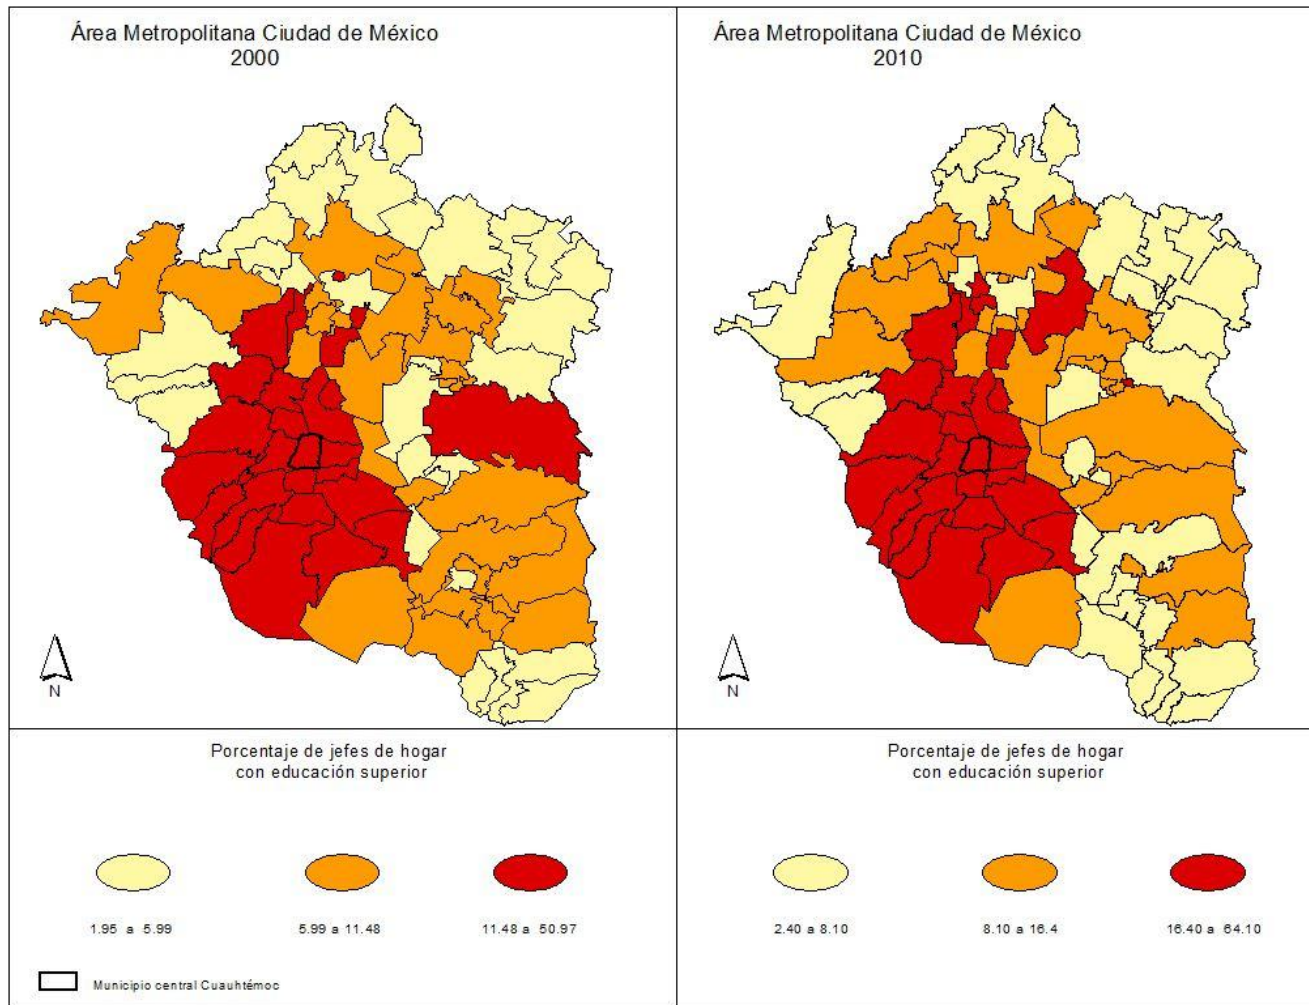 Área Metropolitana Ciudad de México
2000
N
Porcentaje de jefes de hogar
con educación superior
1.95 a 5.99
5.99 a 11.48
11.48 a 50.97
Municipio central Cuauhtémoc
Área Metropolitana Ciudad de México
2010
N
Porcentaje de jefes de hogar
con educación superior
2.40 a 8.10
8.10 a 16.4
16.40 a 64.10